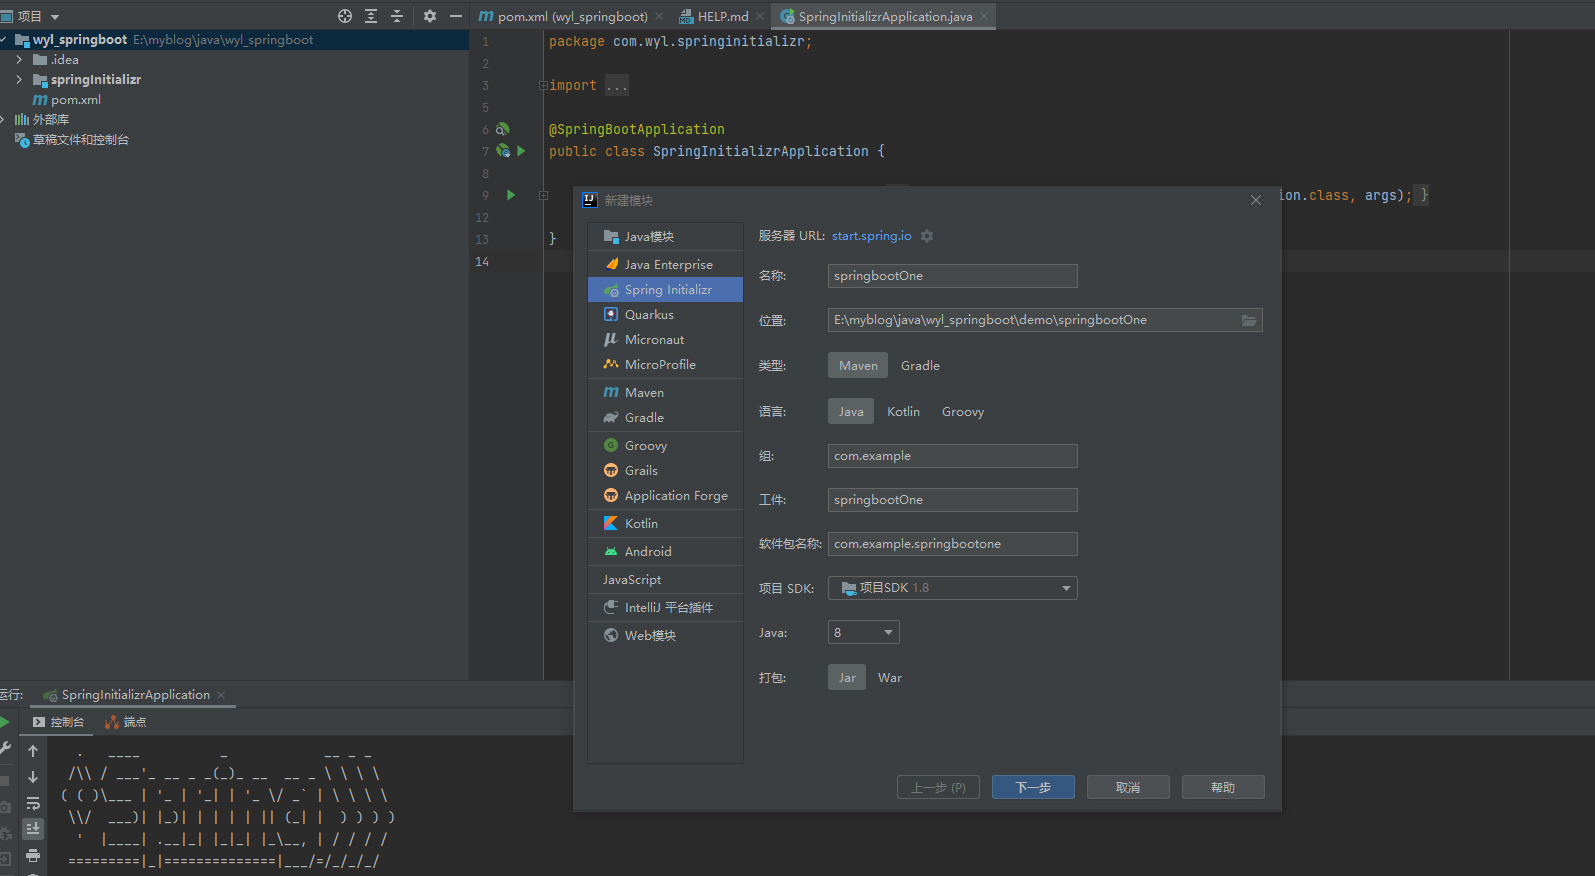 项目
pom.xml (wyl_springboot)
HELP.md
SpringInitializrApplication.java
wyl_springboot E:\myblog\java\wyl_springboot
.idea
springInitializr
pom.xml
外部库
草稿文件和控制台
1 package com.wyl.springinitializr;
2
3 import ...
5
6 @SpringBootApplication
7 public class SpringInitializrApplication {
8
9 ion.class, args); }
12
13 }
14
新建模块
Java模块
Java Enterprise
Spring Initializr
Quarkus
Micronaut
MicroProfile
Maven
Gradle
Groovy
Grails
Application Forge
Kotlin
Android
JavaScript
IntelliJ 平台插件
Web模块
服务器 URL: start.spring.io
名称: springbootOne
位置: E:\myblog\java\wyl_springboot\demo\springbootOne
类型: Maven Gradle
语言: Java Kotlin Groovy
组: com.example
工件: springbootOne
软件包名称: com.example.springbootone
项目 SDK: 项目SDK 1.8
Java: 8
打包: Jar War
上一步 (P) 下一步 取消 帮助
运行: SpringInitializrApplication
控制台 端点
  .   ____          _            __ _ _
 /\\ / ___'_ __ _ _(_)_ __  __ _ \ \ \ \
( ( )\___ | '_ | '_| | '_ \/ _` | \ \ \ \
 \\/  ___)| |_)| | | | | || (_| |  ) ) ) )
  '  |____| .__|_| |_|_| |_\__, | / / / /
 =========|_|==============|___/=/_/_/_/